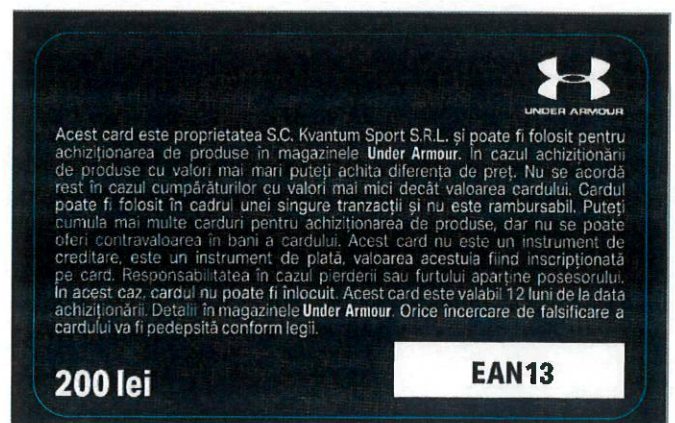 UNDER ARMOUR
Acest card este proprietatea S.C. Kvantum Sport S.R.L. și poate fi folosit pentru
achiziționarea de produse în magazinele Under Armour. În cazul achiziționării
de produse cu valori mai mari puteți achita diferența de preț. Nu se acordă
rest în cazul cumpărăturilor cu valori mai mici decât valoarea cardului. Cardul
poate fi folosit în cadrul unei singure tranzacții și nu este rambursabil. Puteți
cumula mai multe carduri pentru achiziționarea de produse, dar nu se poate
oferi contravaloarea în bani a cardului. Acest card nu este un instrument de
creditare, este un instrument de plată, valoarea acestuia fiind inscripționată
pe card. Responsabilitatea în cazul pierderii sau furtului aparține posesorului.
În acest caz, cardul nu poate fi înlocuit. Acest card este valabil 12 luni de la data
achiziționării. Detalii în magazinele Under Armour. Orice încercare de falsificare a
cardului va fi pedepsită conform legii.
200 lei
EAN13